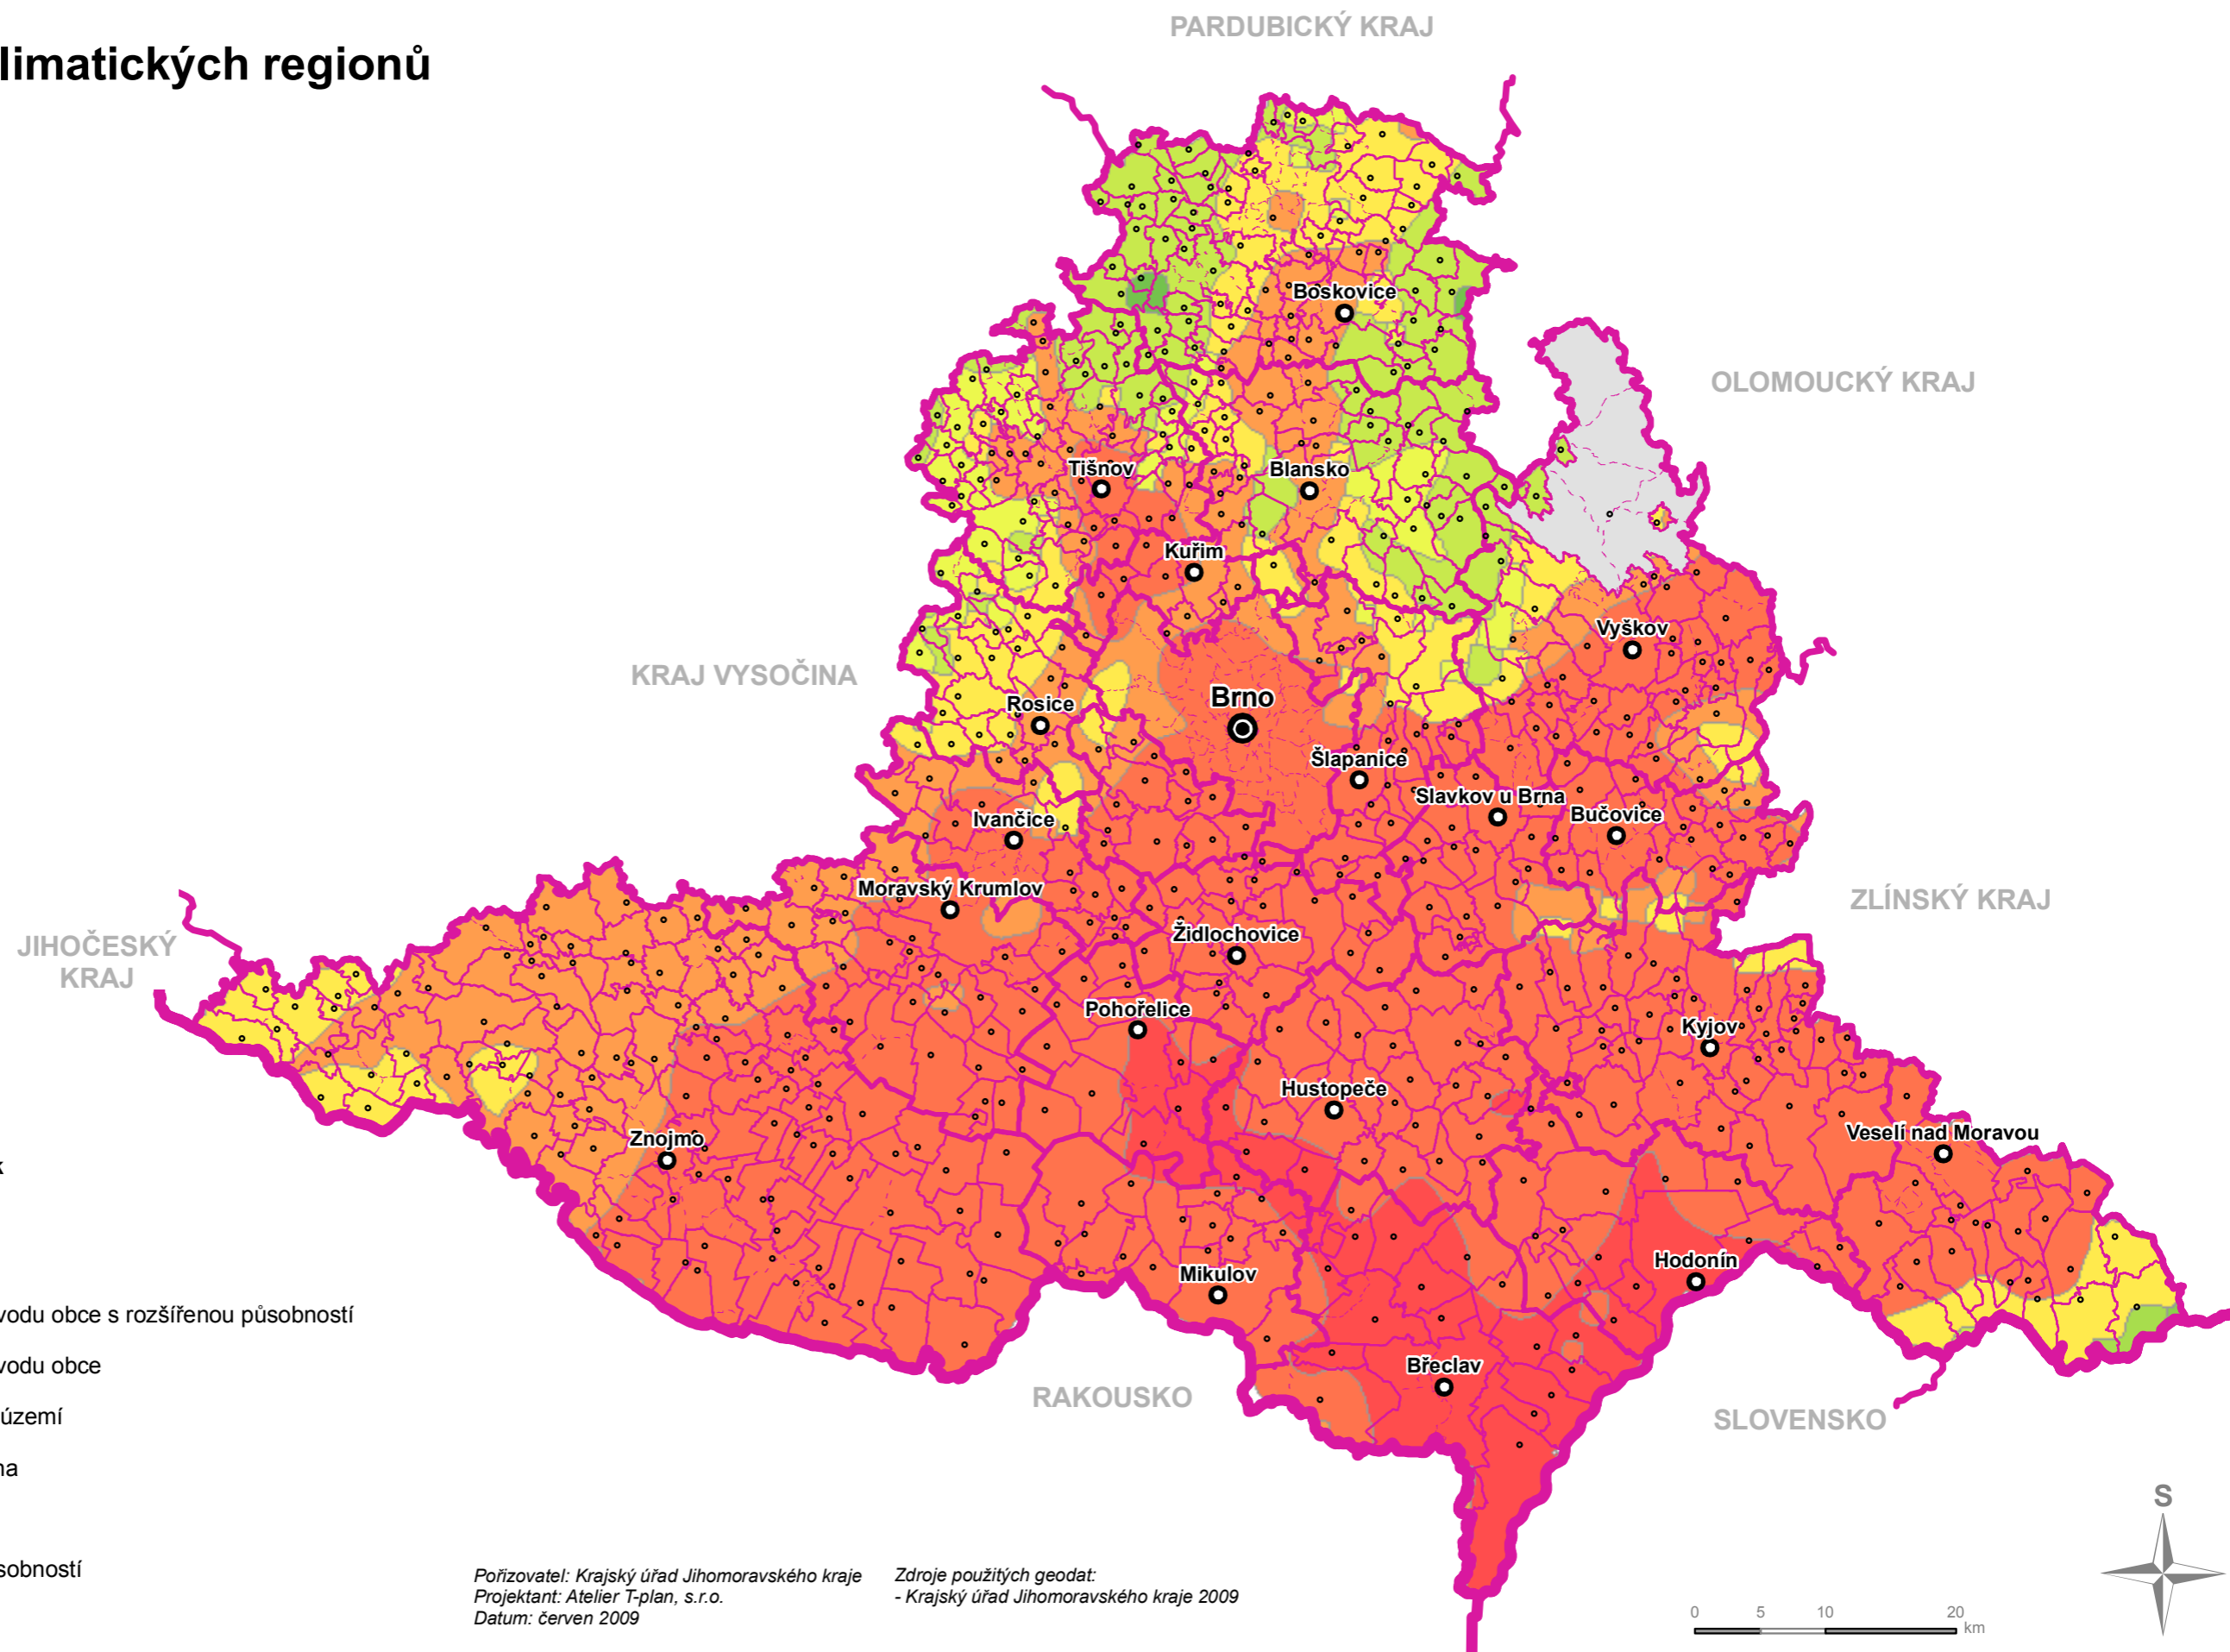 PARDUBICKÝ KRAJ
limatických regionů
Boskovice
OLOMOUCKÝ KRAJ
Tišnov
Blansko
Kuřim
Vyškov
KRAJ VYSOČINA
Brno
Rosice
Šlapanice
Slavkov u Brna
Bučovice
Ivančice
Moravský Krumlov
ZLÍNSKÝ KRAJ
JIHOČESKÝ
KRAJ
Židlochovice
Pohořelice
Kyjov
Hustopeče
Znojmo
Veselí nad Moravou
k
Hodonín
Mikulov
vodu obce s rozšířenou působností
vodu obce
Břeclav
RAKOUSKO
území
SLOVENSKO
na
S
sobností
Pořizovatel: Krajský úřad Jihomoravského kraje
Projektant: Atelier T-plan, s.r.o.
Datum: červen 2009
Zdroje použitých geodat:
- Krajský úřad Jihomoravského kraje 2009
0 5 10 20
km